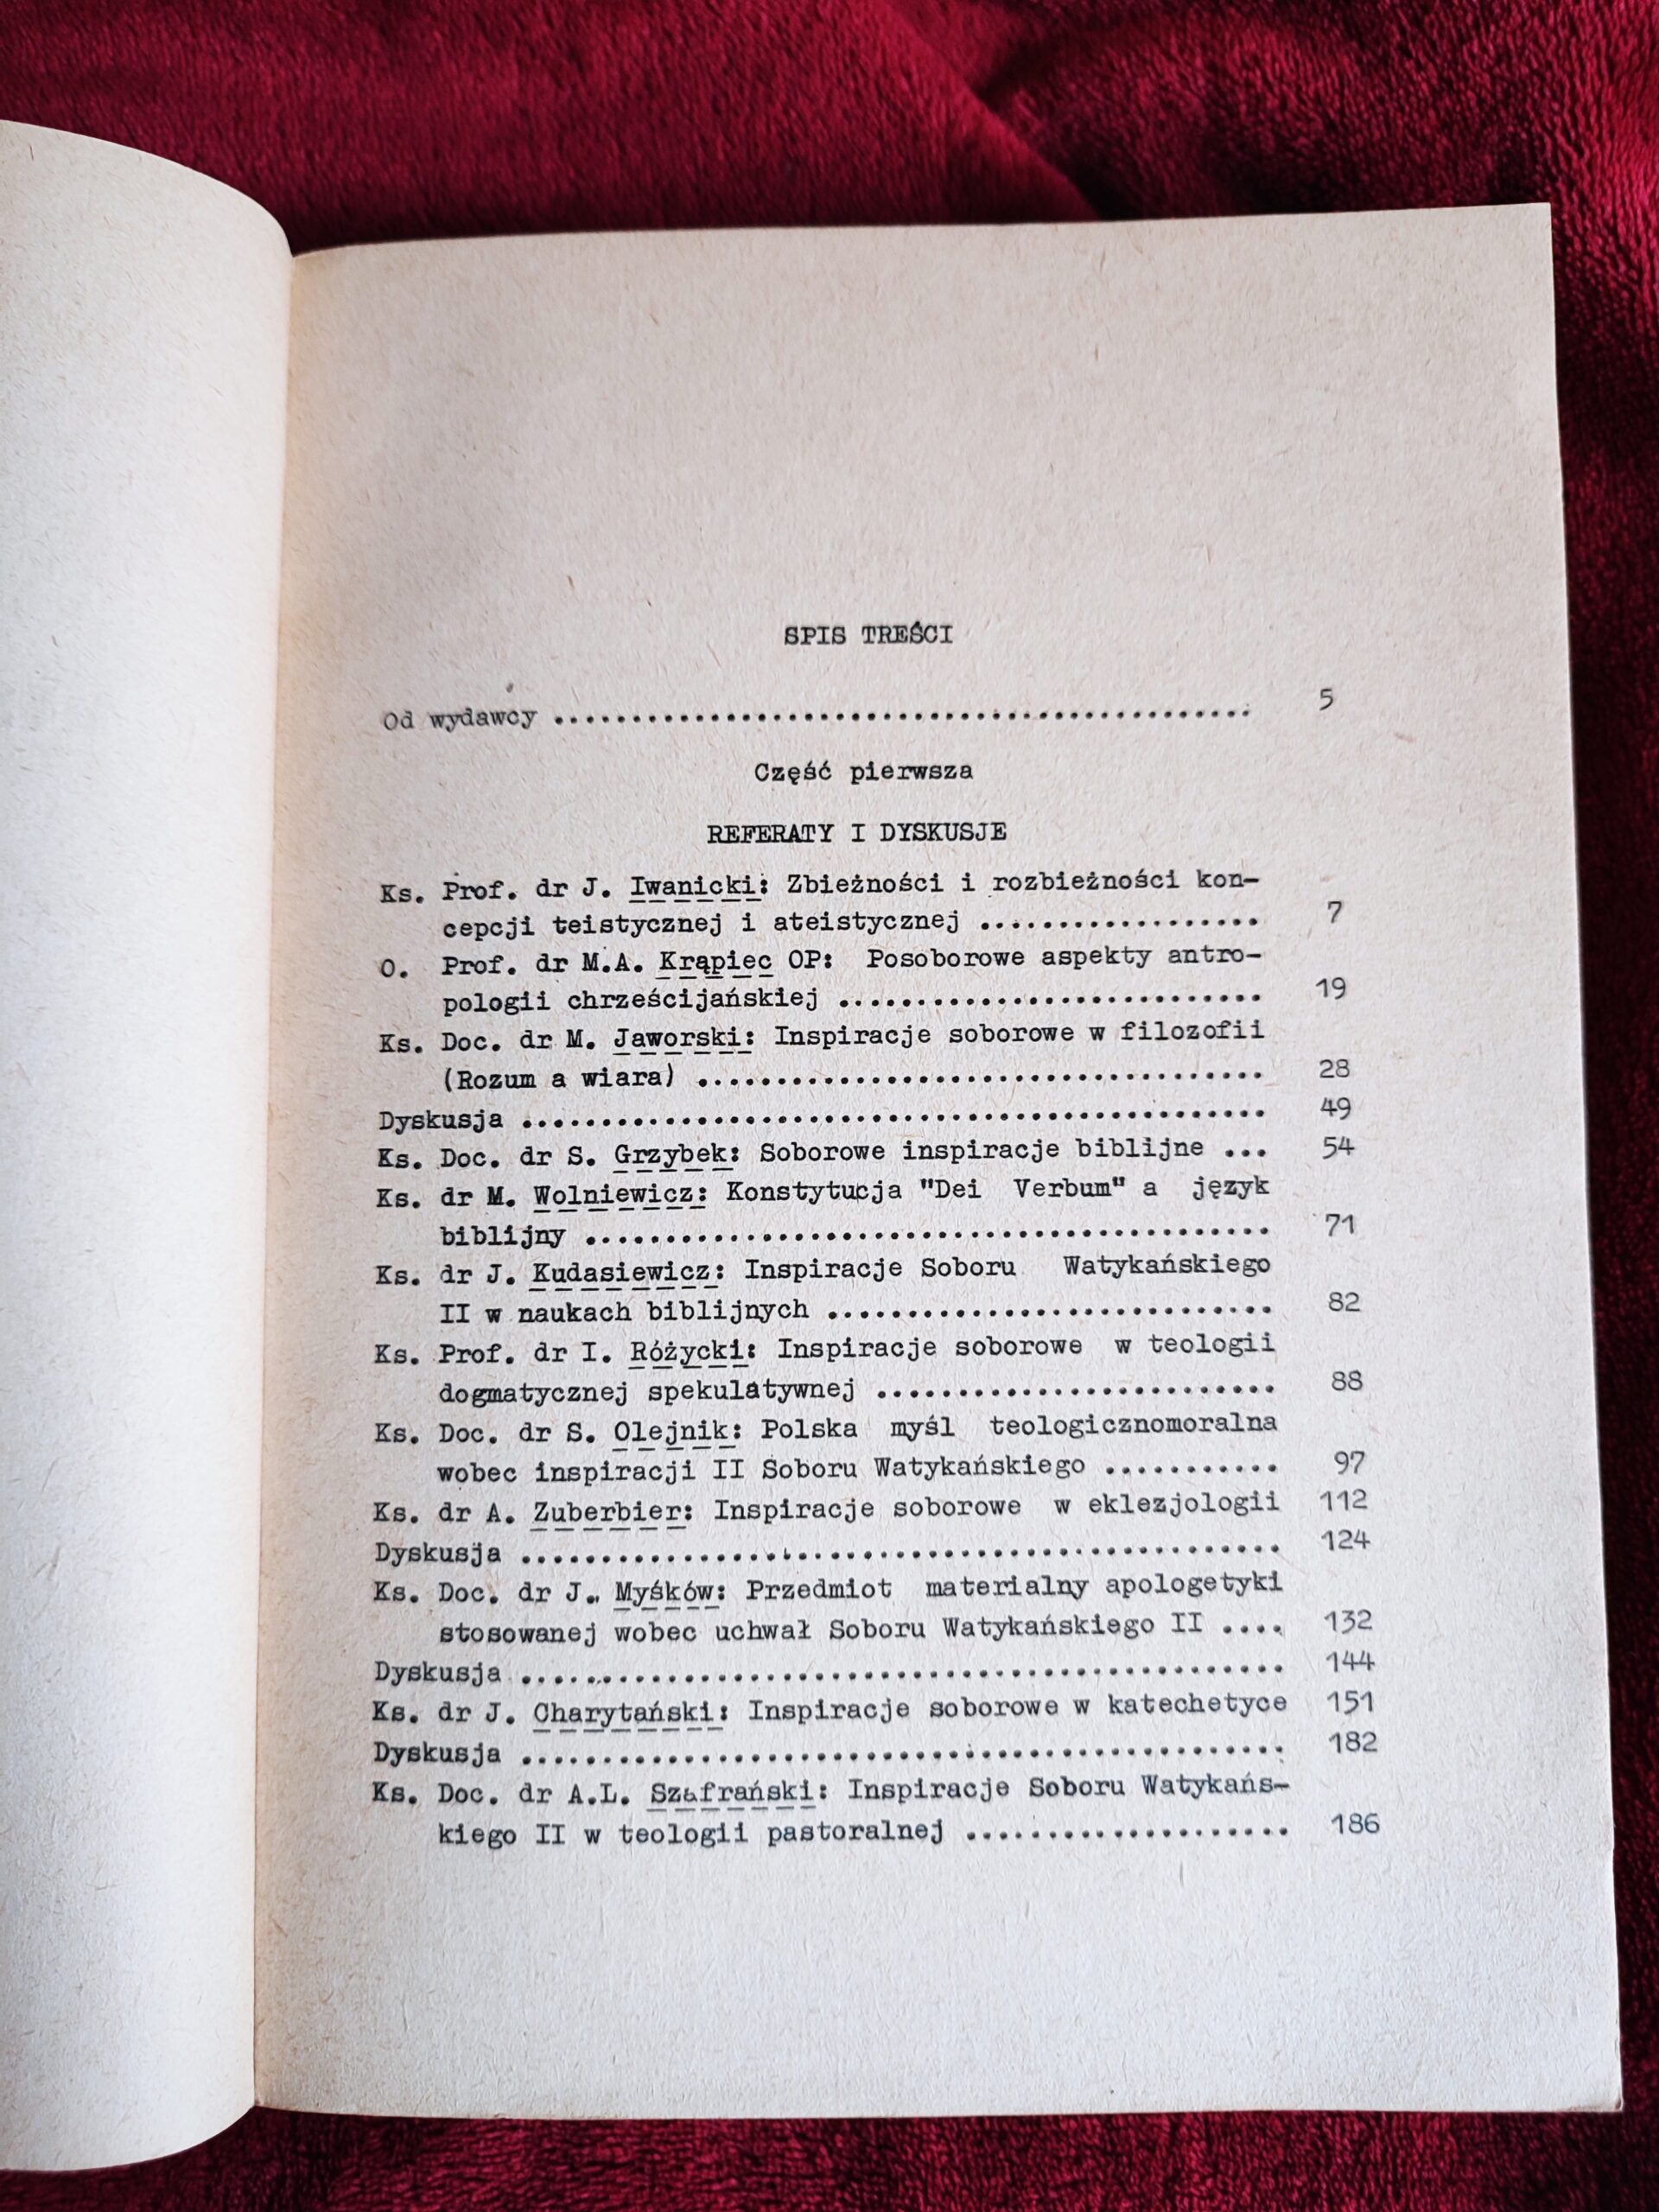 SPIS TREŚCI
Od wydawcy ............................................. 5
Część pierwsza
REFERATY I DYSKUSJE
Ks. Prof. dr J. Iwanicki: Zbieżności i rozbieżności kon-
cepcji teistycznej i ateistycznej .................. 7
O. Prof. dr M.A. Krąpiec OP: Posoborowe aspekty antro-
pologii chrześcijańskiej ........................... 19
Ks. Doc. dr M. Jaworski: Inspiracje soborowe w filozofii
(Rozum a wiara) .................................... 28
Dyskusja ............................................... 49
Ks. Doc. dr S. Grzybek: Soborowe inspiracje biblijne ... 54
Ks. dr M. Wolniewicz: Konstytucja "Dei Verbum" a język
biblijny ........................................... 71
Ks. dr J. Kudasiewicz: Inspiracje Soboru Watykańskiego
II w naukach biblijnych ............................ 82
Ks. Prof. dr I. Różycki: Inspiracje soborowe w teologii
dogmatycznej spekulatywnej ......................... 88
Ks. Doc. dr S. Olejnik: Polska myśl teologicznomoralna
wobec inspiracji II Soboru Watykańskiego ........... 97
Ks. dr A. Zuberbier: Inspiracje soborowe w eklezjologii 112
Dyskusja ............................................... 124
Ks. Doc. dr J. Myśków: Przedmiot materialny apologetyki
stosowanej wobec uchwał Soboru Watykańskiego II .... 132
Dyskusja ............................................... 144
Ks. dr J. Charytański: Inspiracje soborowe w katechetyce 151
Dyskusja ............................................... 182
Ks. Doc. dr A.L. Szafrański: Inspiracje Soboru Watykańs-
kiego II w teologii pastoralnej .................... 186